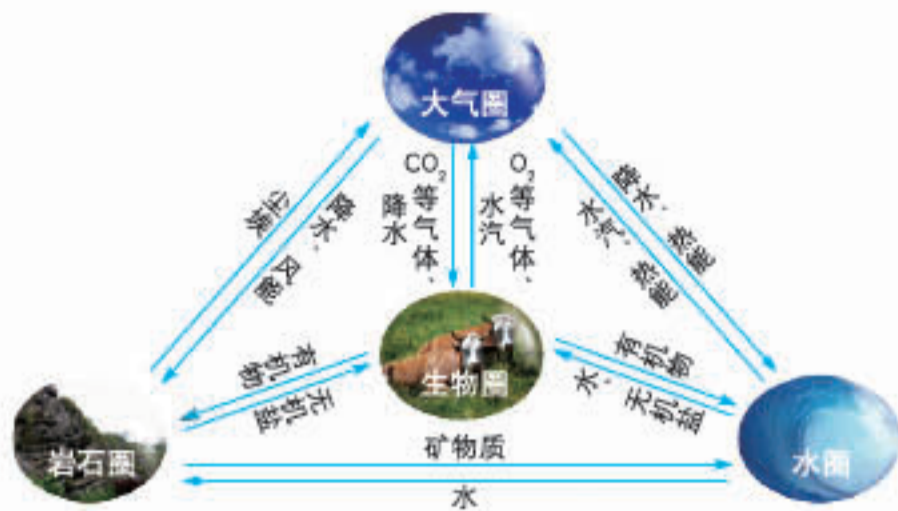 大气圈
尘埃
降水、风能
CO₂等气体、
降水
O₂等气体、
水汽
降水、热能
水汽、热能
有机物
无机盐
生物圈
有机物
水、无机盐
岩石圈
矿物质
水
水圈